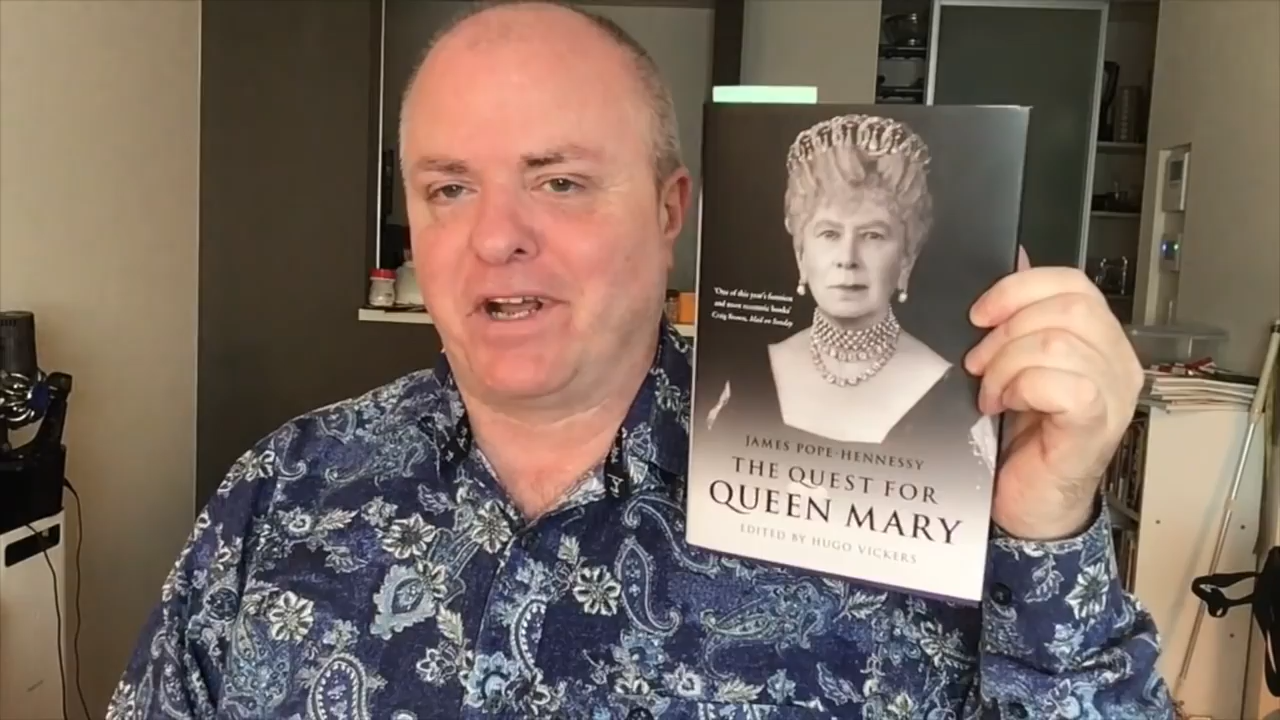 'One of this year's funniest
and most eccentric books'
Craig Brown, Mail on Sunday
JAMES POPE-HENNESSY
THE QUEST FOR
QUEEN MARY
EDITED BY HUGO VICKERS